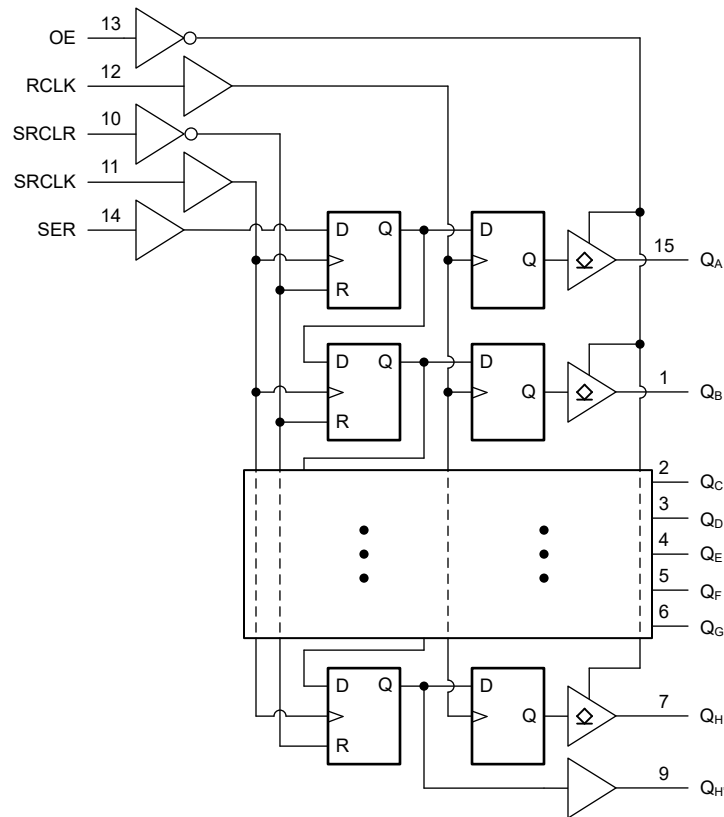 OE 13
RCLK 12
SRCLR 10
SRCLK 11
SER 14
D Q D Q 15 QA
R
D Q D Q 1 QB
R
2 QC
3 QD
4 QE
5 QF
6 QG
D Q D Q 7 QH
R
9 QH